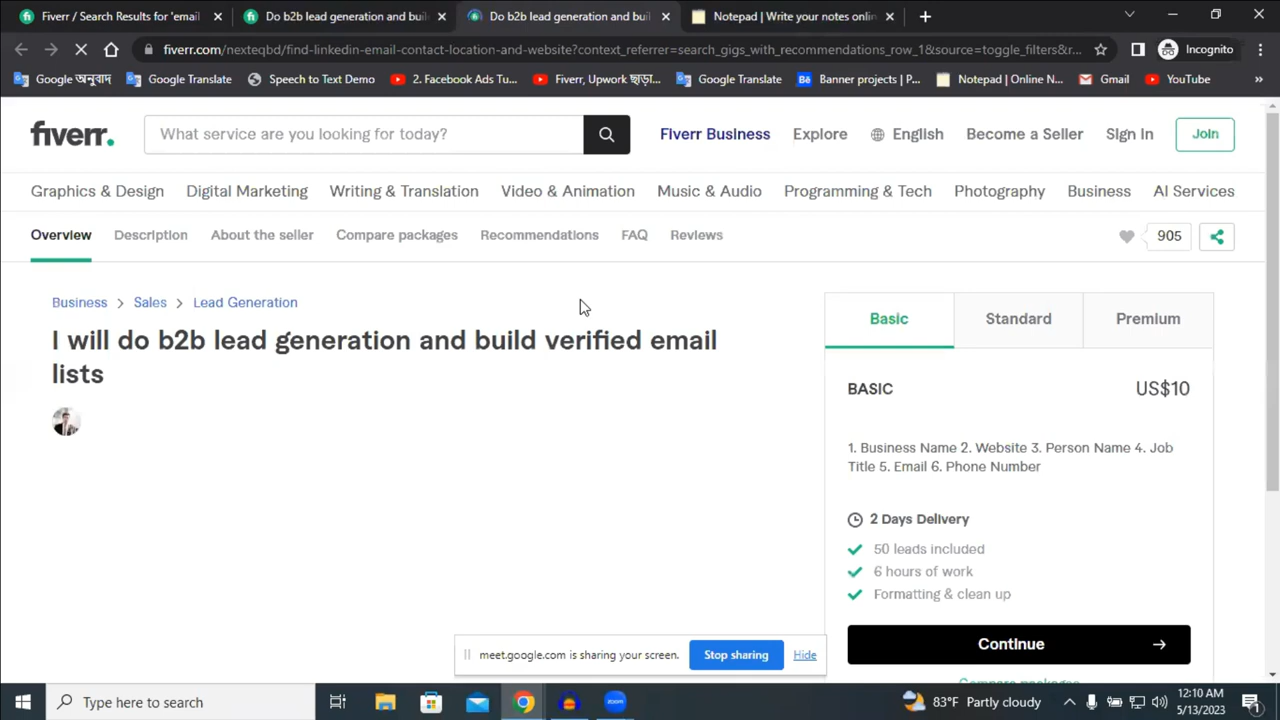 Fiverr / Search Results for 'email
Do b2b lead generation and buil
Do b2b lead generation and bui
Notepad | Write your notes onlin
fiverr.com/nexteqbd/find-linkedin-email-contact-location-and-website?context_referrer=search_gigs_with_recommendations_row_1&source=toggle_filters&r...
Incognito
Google অনুবাদ
Google Translate
Speech to Text Demo
2. Facebook Ads Tu...
Fiverr, Upwork ছাড়া...
Google Translate
Banner projects | P...
Notepad | Online N...
Gmail
YouTube
»
fiverr.
What service are you looking for today?
Fiverr Business
Explore
English
Become a Seller
Sign In
Join
Graphics & Design
Digital Marketing
Writing & Translation
Video & Animation
Music & Audio
Programming & Tech
Photography
Business
AI Services
Overview
Description
About the seller
Compare packages
Recommendations
FAQ
Reviews
905
Business > Sales > Lead Generation
I will do b2b lead generation and build verified email
lists
Basic
Standard
Premium
BASIC
US$10
1. Business Name 2. Website 3. Person Name 4. Job
Title 5. Email 6. Phone Number
2 Days Delivery
50 leads included
6 hours of work
Formatting & clean up
Continue
Compare packages
meet.google.com is sharing your screen.
Stop sharing
Hide
Type here to search
zoom
83°F Partly cloudy
12:10 AM
5/13/2023